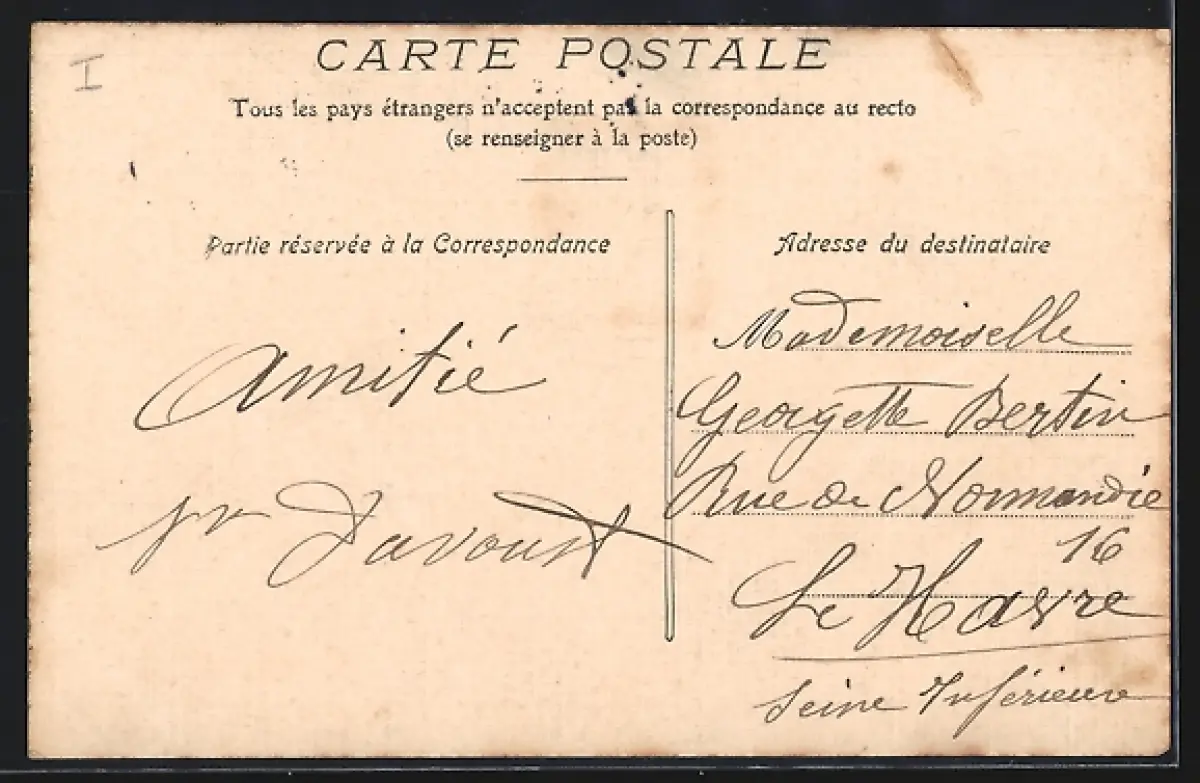 I
CARTE POSTALE
Tous les pays étrangers n'acceptent pas la correspondance au recto
(se renseigner à la poste)
Partie réservée à la Correspondance
Amitié
Davoust
Adresse du destinataire
Mademoiselle
Georgette Bertin
Rue de Normandie
16
Le Havre
Seine Inférieure